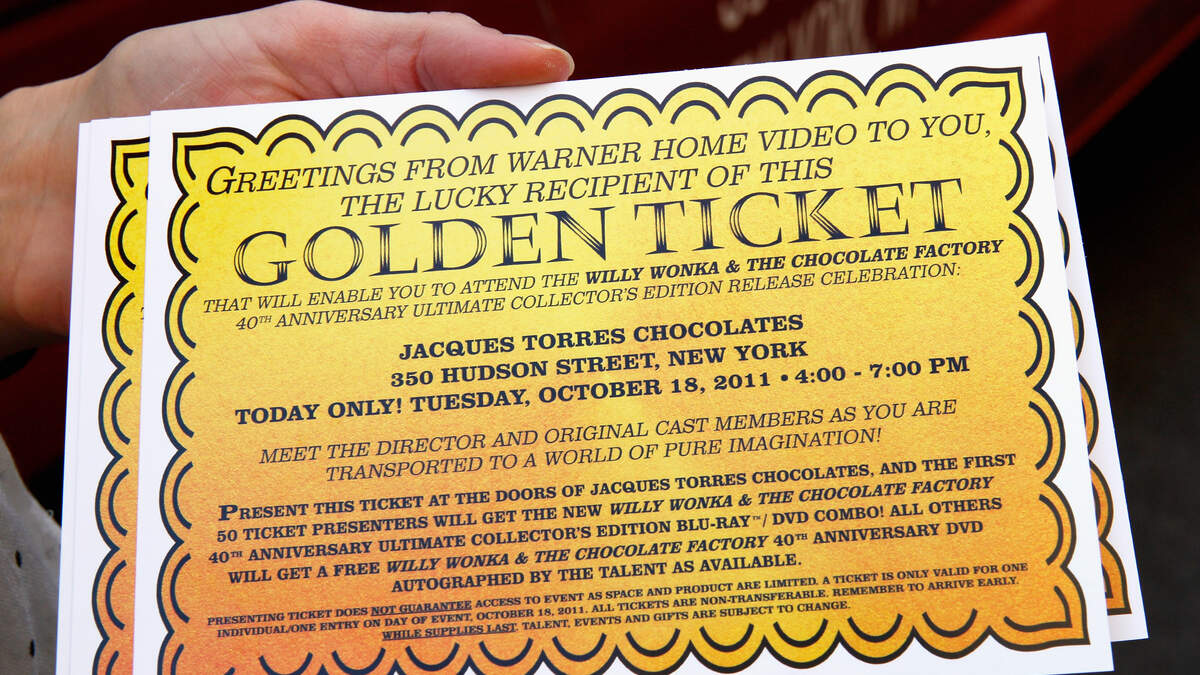 GREETINGS FROM WARNER HOME VIDEO TO YOU,
THE LUCKY RECIPIENT OF THIS
GOLDEN TICKET
THAT WILL ENABLE YOU TO ATTEND THE WILLY WONKA & THE CHOCOLATE FACTORY
40TH ANNIVERSARY ULTIMATE COLLECTOR'S EDITION RELEASE CELEBRATION:
JACQUES TORRES CHOCOLATES
350 HUDSON STREET, NEW YORK
TODAY ONLY! TUESDAY, OCTOBER 18, 2011 • 4:00 - 7:00 PM
MEET THE DIRECTOR AND ORIGINAL CAST MEMBERS AS YOU ARE
TRANSPORTED TO A WORLD OF PURE IMAGINATION!
PRESENT THIS TICKET AT THE DOORS OF JACQUES TORRES CHOCOLATES, AND THE FIRST
50 TICKET PRESENTERS WILL GET THE NEW WILLY WONKA & THE CHOCOLATE FACTORY
40TH ANNIVERSARY ULTIMATE COLLECTOR'S EDITION BLU-RAY™/ DVD COMBO! ALL OTHERS
WILL GET A FREE WILLY WONKA & THE CHOCOLATE FACTORY 40TH ANNIVERSARY DVD
AUTOGRAPHED BY THE TALENT AS AVAILABLE.
PRESENTING TICKET DOES NOT GUARANTEE ACCESS TO EVENT AS SPACE AND PRODUCT ARE LIMITED. A TICKET IS ONLY VALID FOR ONE
INDIVIDUAL/ONE ENTRY ON DAY OF EVENT, OCTOBER 18, 2011. ALL TICKETS ARE NON-TRANSFERABLE. REMEMBER TO ARRIVE EARLY.
WHILE SUPPLIES LAST. TALENT, EVENTS AND GIFTS ARE SUBJECT TO CHANGE.